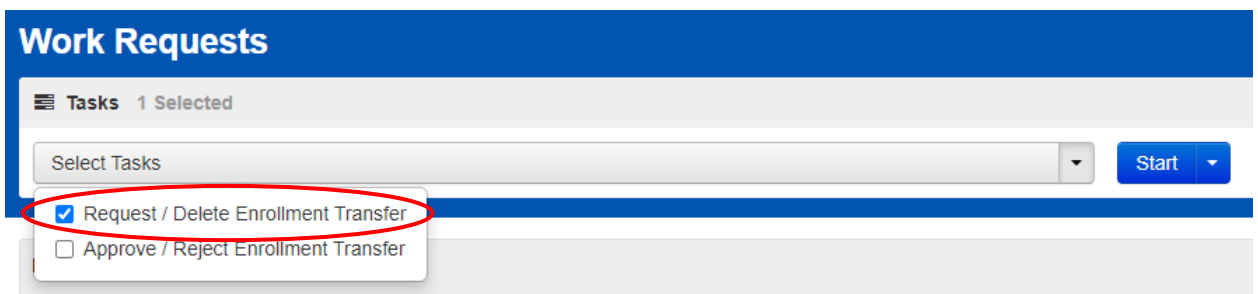 Work Requests
Tasks 1 Selected
Select Tasks
Start
Request / Delete Enrollment Transfer
Approve / Reject Enrollment Transfer